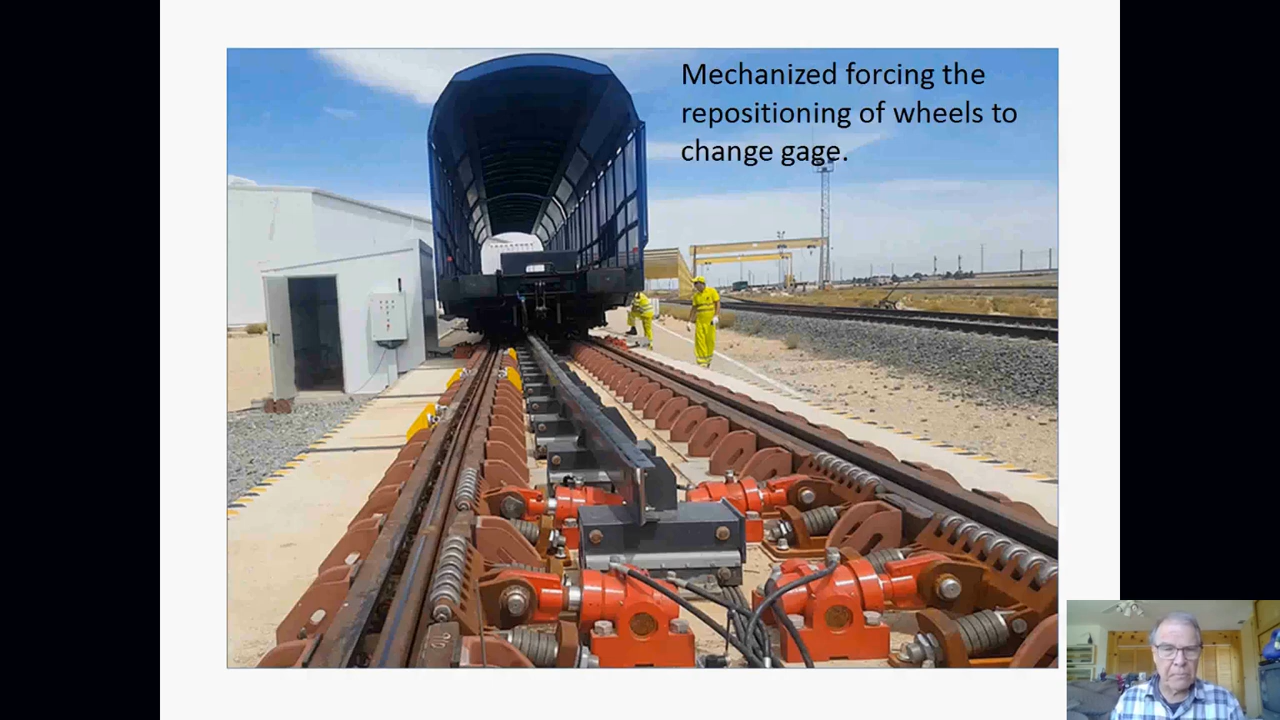 Mechanized forcing the
repositioning of wheels to
change gage.